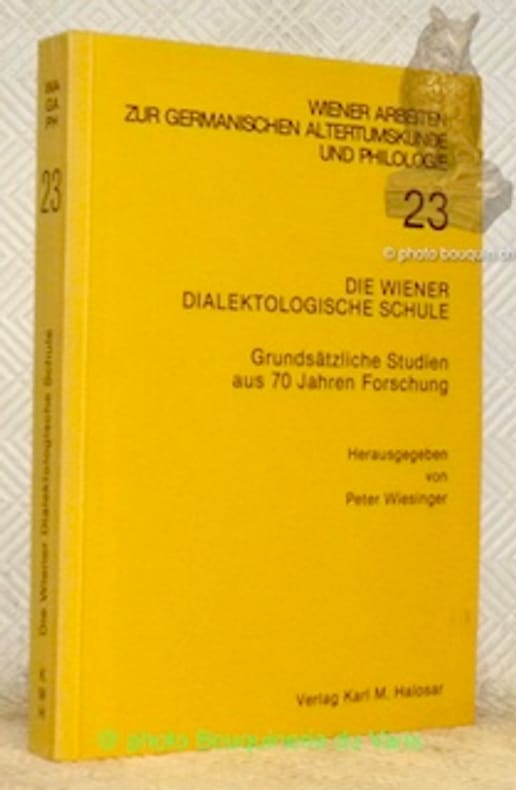 WIENER ARBEITEN
ZUR GERMANISCHEN ALTERTUMSKUNDE
UND PHILOLOGIE
23
© photo bouquin.ch
DIE WIENER
DIALEKTOLOGISCHE SCHULE
Grundsätzliche Studien
aus 70 Jahren Forschung
Herausgegeben
von
Peter Wiesinger
Verlag Karl M. Halosar
© photo Bouquinerie du Varis
WA
GA
PH
23
Die Wiener Dialektologische Schule